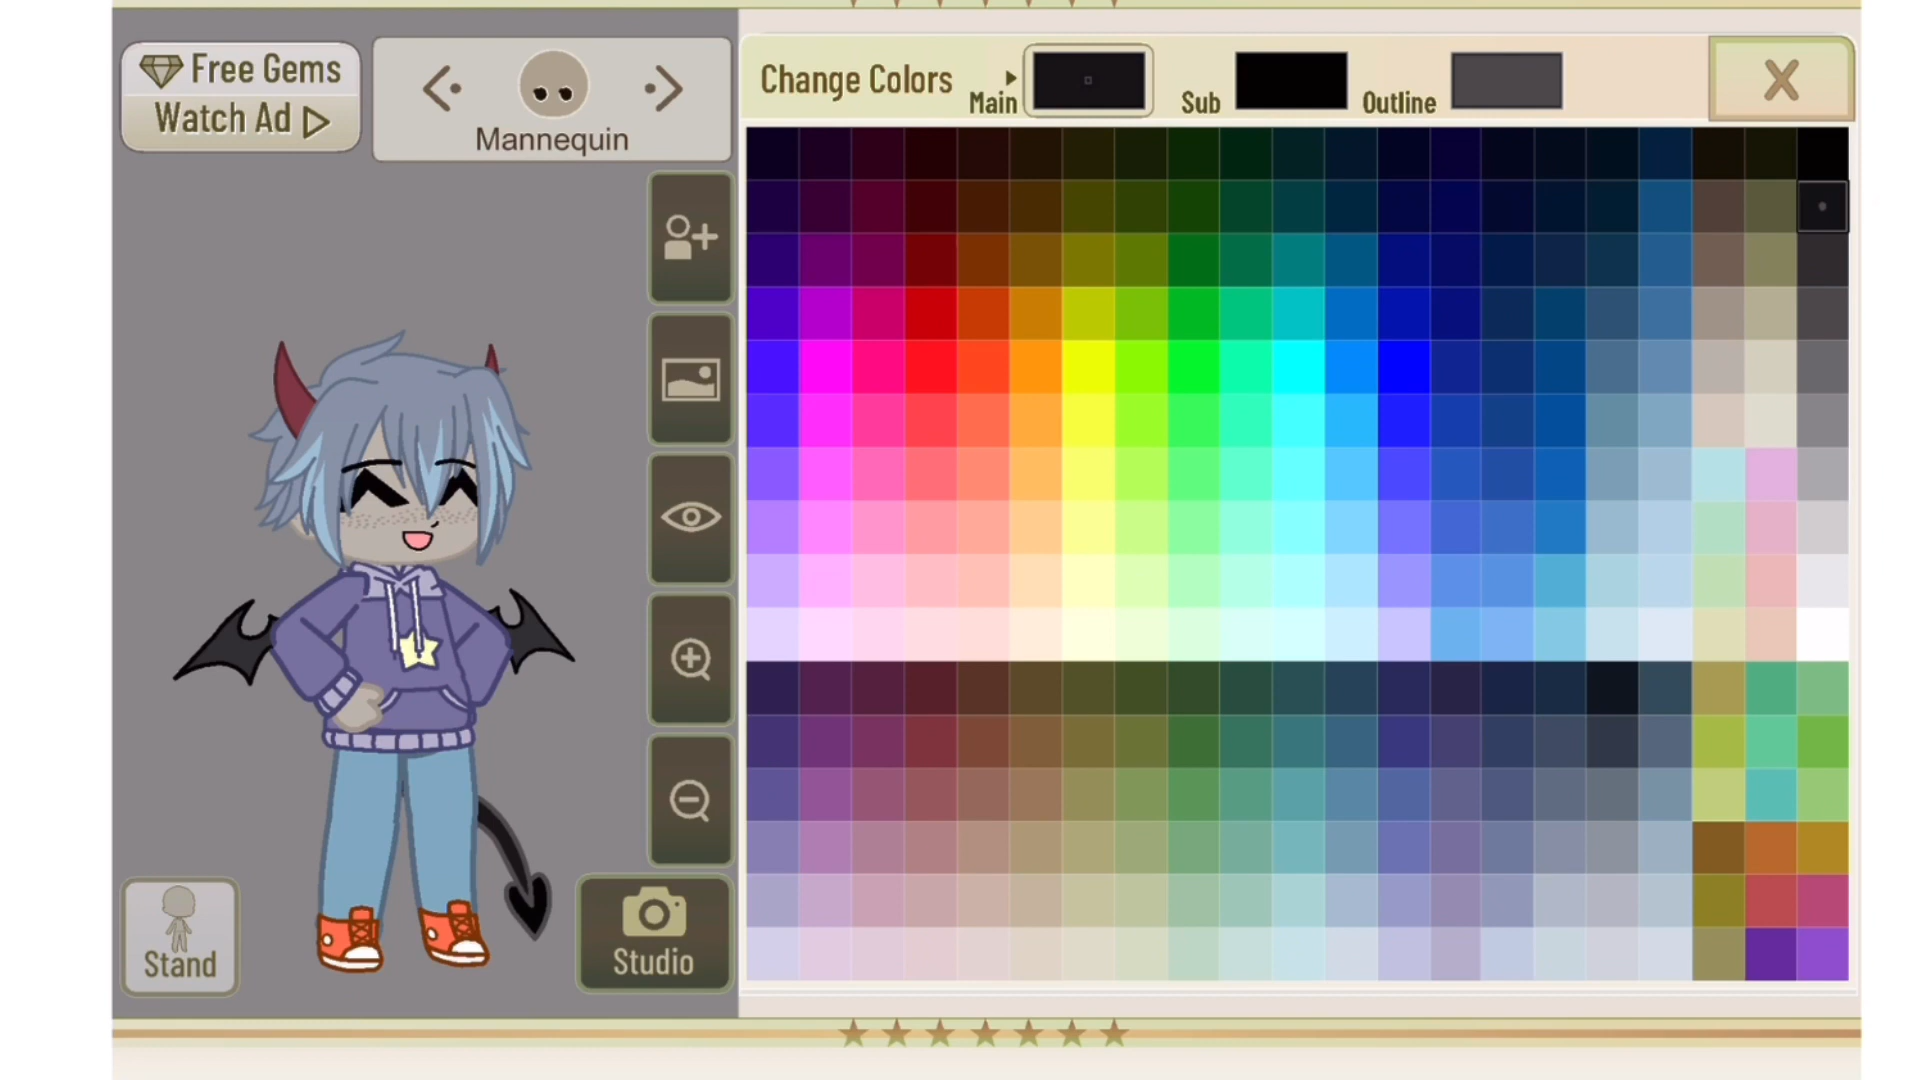 Free Gems
Watch Ad
Mannequin
Change Colors
Main
Sub
Outline
X
Stand
Studio